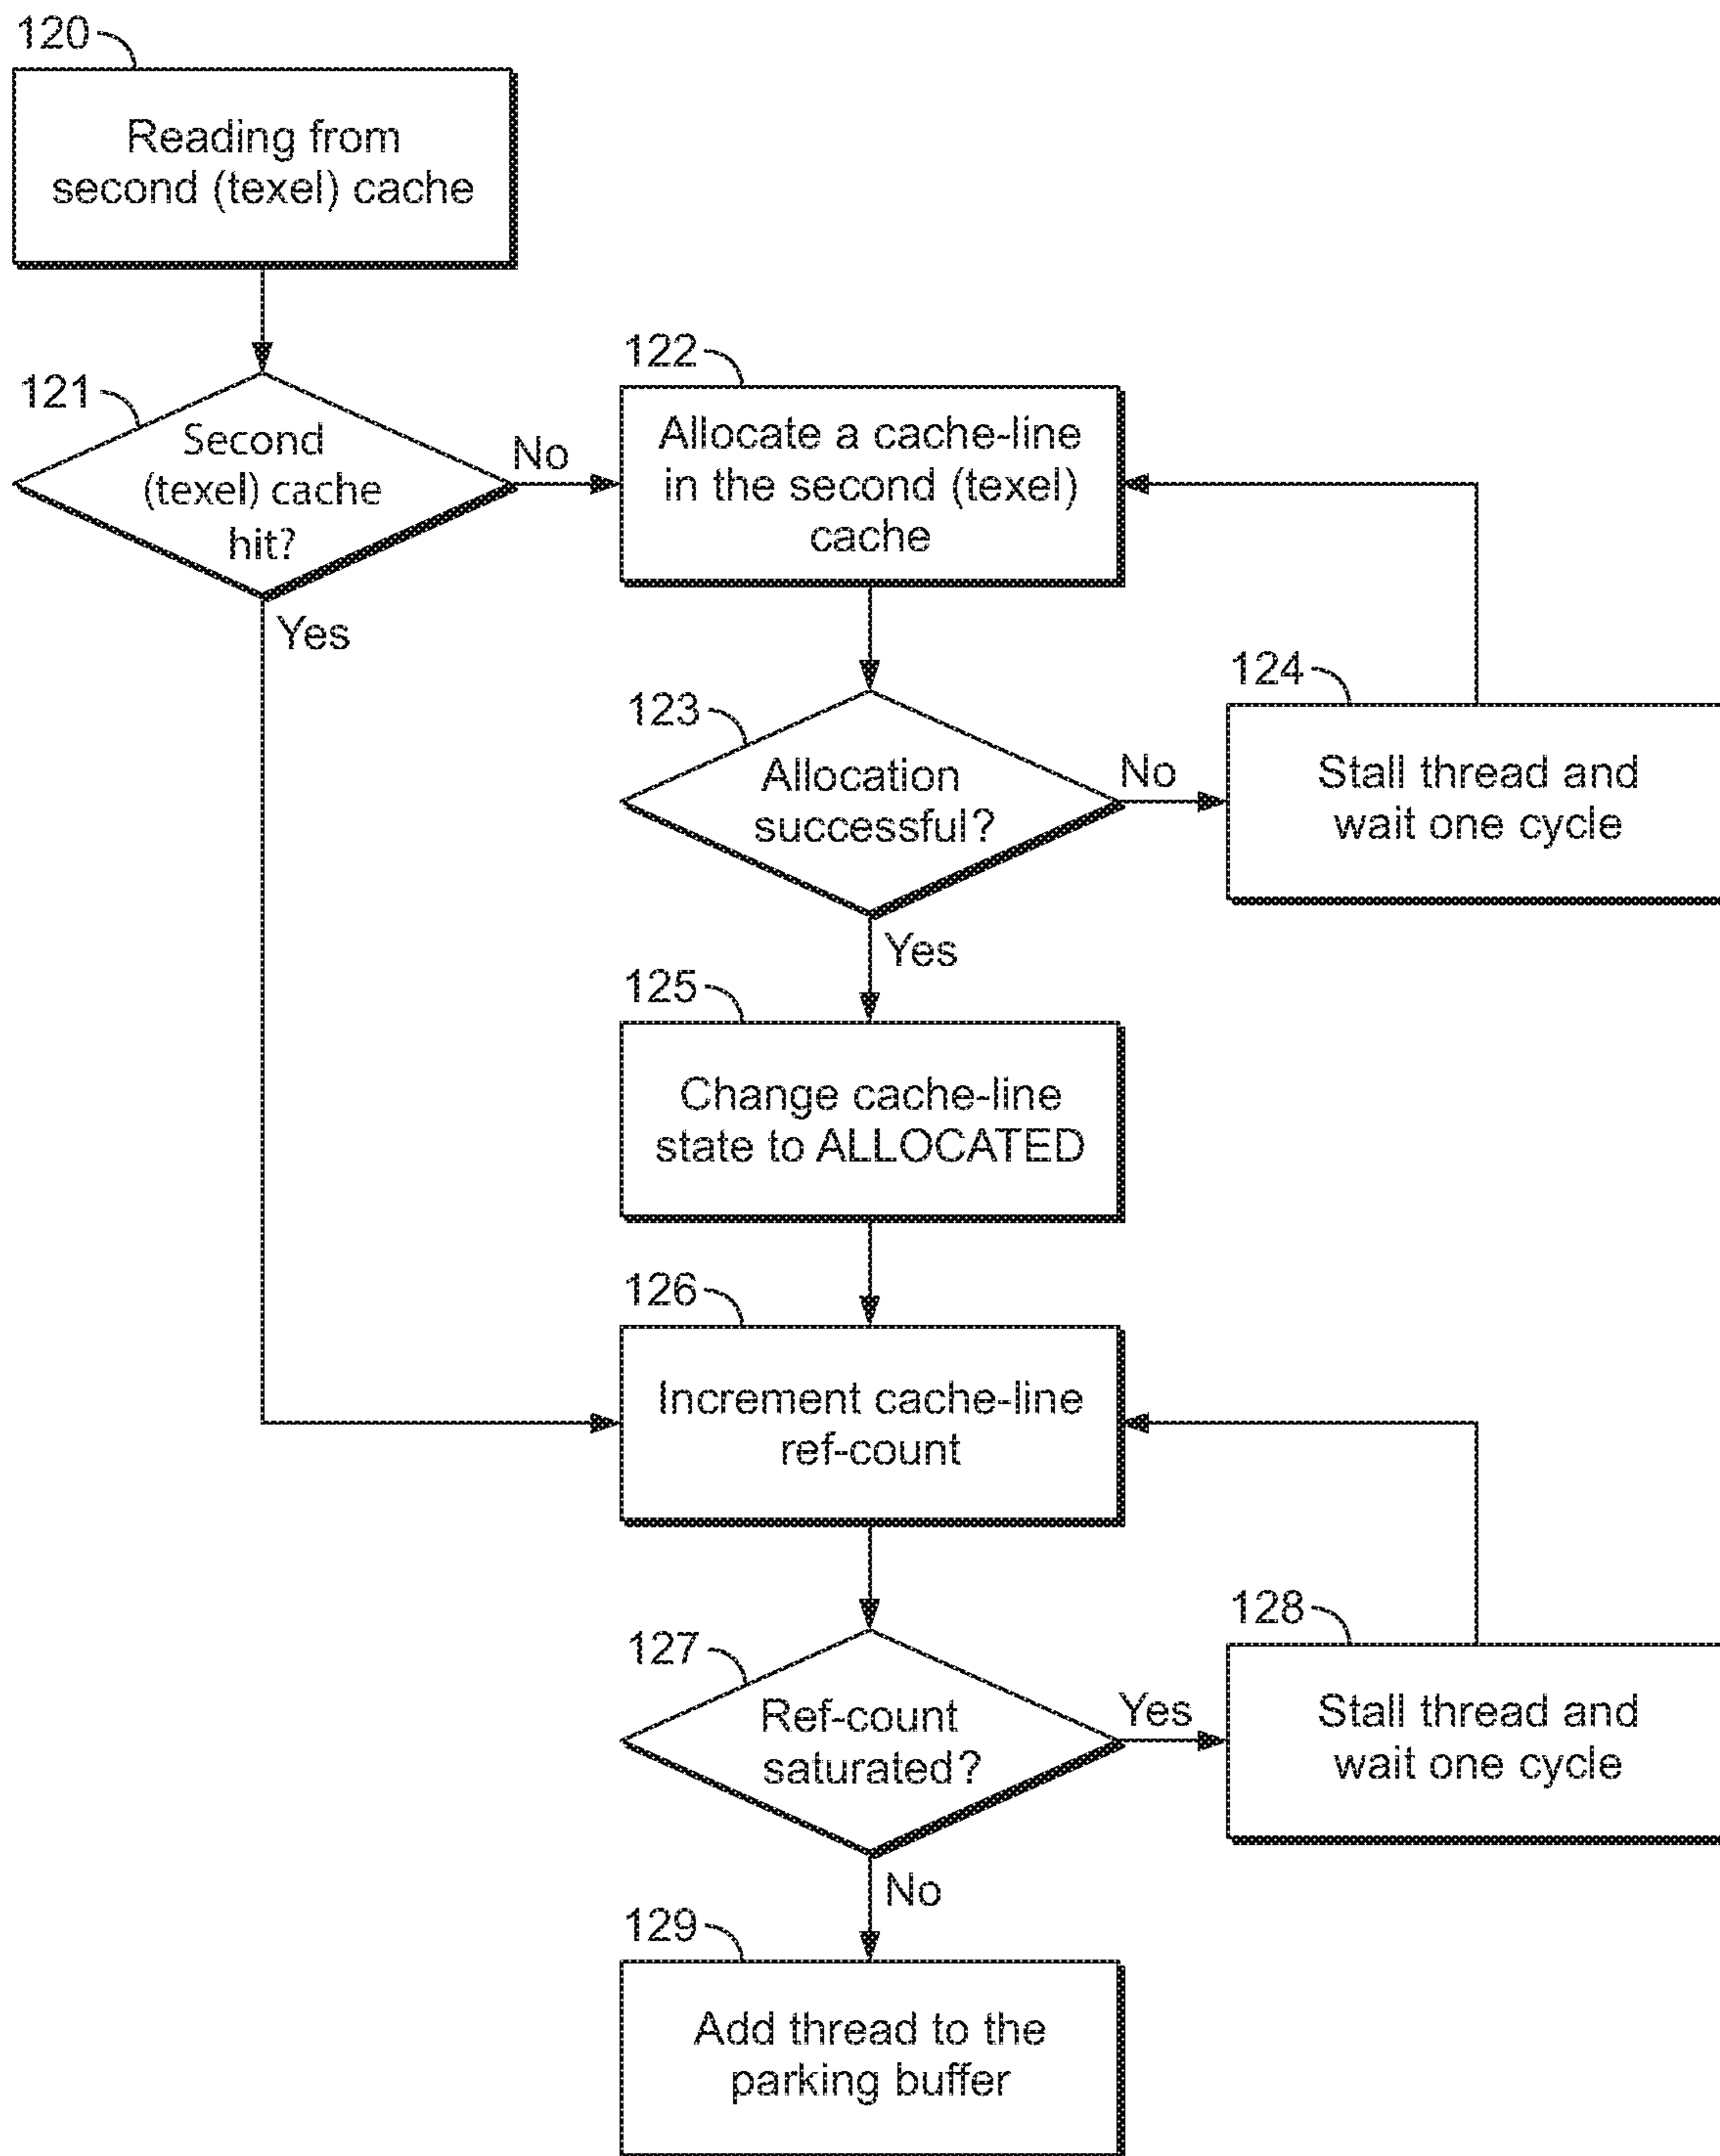 120
Reading from
second (texel) cache
121
Second
(texel) cache
hit?
No
Yes
122
Allocate a cache-line
in the second (texel)
cache
123
Allocation
successful?
No
Yes
124
Stall thread and
wait one cycle
125
Change cache-line
state to ALLOCATED
126
Increment cache-line
ref-count
127
Ref-count
saturated?
Yes
No
128
Stall thread and
wait one cycle
129
Add thread to the
parking buffer